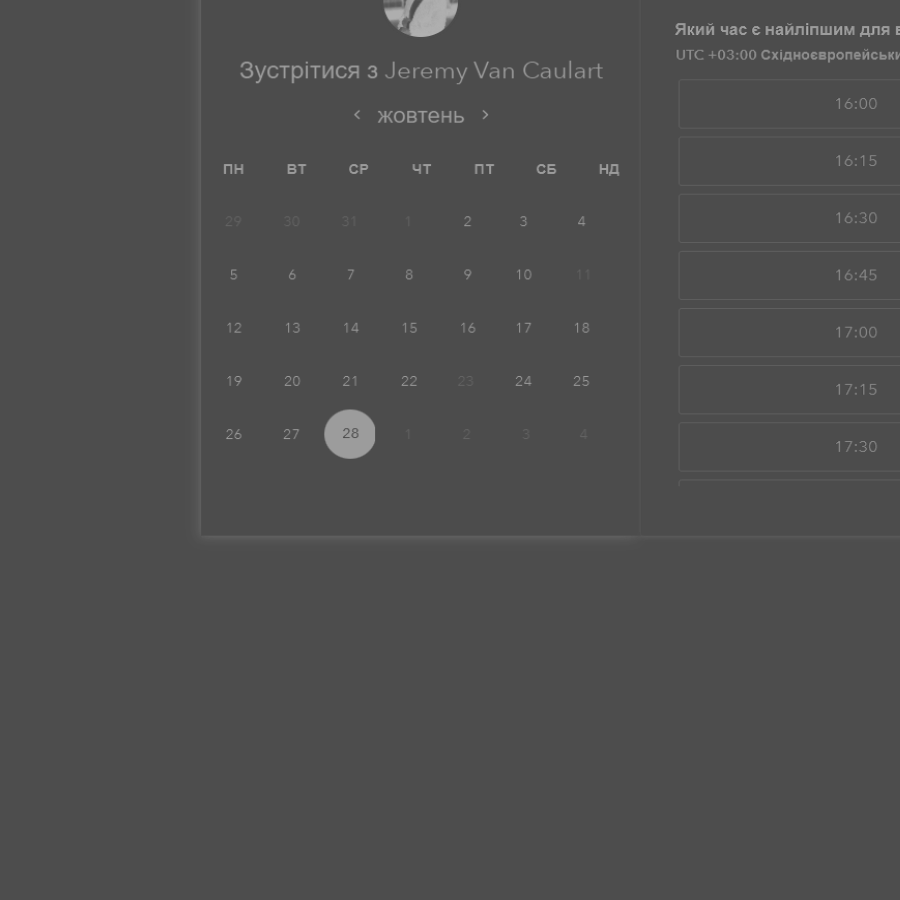 Зустрітися з Jeremy Van Caulart
‹ жовтень ›
ПН ВТ СР ЧТ ПТ СБ НД
29 30 31 1 2 3 4
5 6 7 8 9 10 11
12 13 14 15 16 17 18
19 20 21 22 23 24 25
26 27 28 1 2 3 4
Який час є найліпшим для
UTC +03:00
16:00
16:15
16:30
16:45
17:00
17:15
17:30